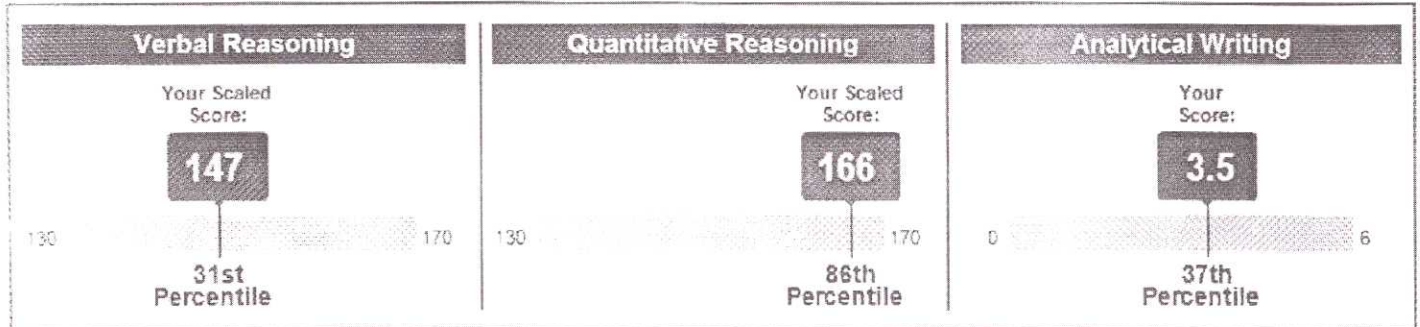 Verbal Reasoning
Your Scaled
Score:
147
130
170
31st
Percentile
Quantitative Reasoning
Your Scaled
Score:
166
130
170
86th
Percentile
Analytical Writing
Your
Score:
3.5
0
6
37th
Percentile